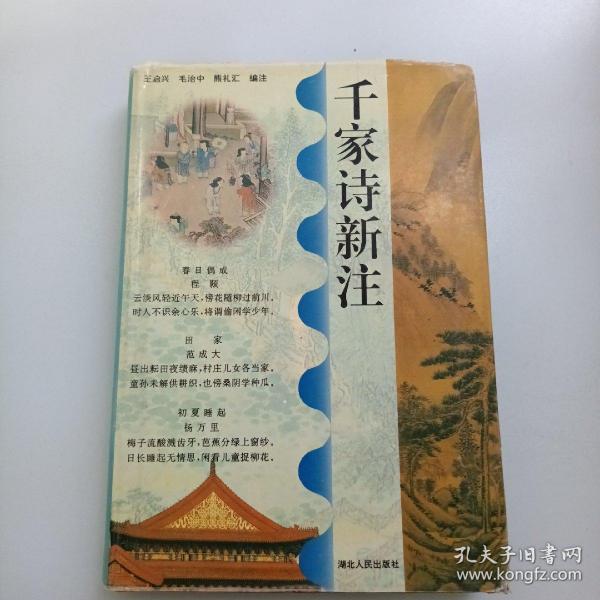 王启兴 毛治中 熊礼汇 编注
千家诗新注
春日偶成
程颢
云淡风轻近午天，傍花随柳过前川。
时人不识余心乐，将谓偷闲学少年。
田家
范成大
昼出耘田夜绩麻，村庄儿女各当家。
童孙未解供耕织，也傍桑阴学种瓜。
初夏睡起
杨万里
梅子流酸溅齿牙，芭蕉分绿上窗纱。
日长睡起无情思，闲看儿童捉柳花。
湖北人民出版社
孔夫子旧书网
www.kongfz.com